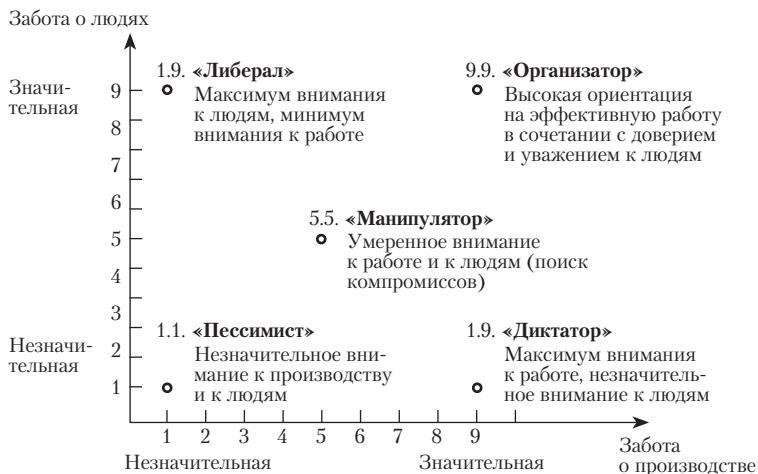 Забота о людях
Значи-
тельная
9
8
7
6
5
4
3
2
1
Незначи-
тельная
1.9. «Либерал»
Максимум внимания
к людям, минимум
внимания к работе
9.9. «Организатор»
Высокая ориентация
на эффективную работу
в сочетании с доверием
и уважением к людям
5.5. «Манипулятор»
Умеренное внимание
к работе и к людям (поиск
компромиссов)
1.1. «Пессимист»
Незначительное вни-
мание к производству
и к людям
1.9. «Диктатор»
Максимум внимания
к работе, незначитель-
ное внимание к людям
1 2 3 4 5 6 7 8 9
Незначительная
Значительная
Забота
о производстве